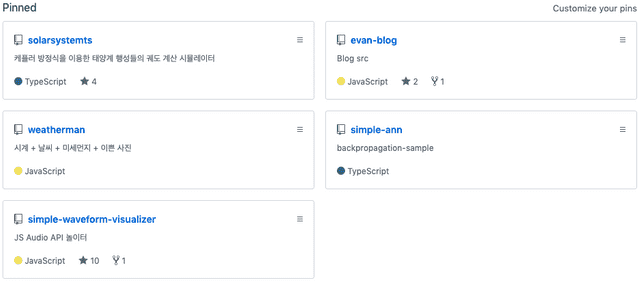 Pinned
Customize your pins
solarsystemts
케플러 방정식을 이용한 태양계 행성들의 궤도 계산 시뮬레이터
TypeScript 4
evan-blog
Blog src
JavaScript 2 1
weatherman
시계 + 날씨 + 미세먼지 + 이쁜 사진
JavaScript
simple-ann
backpropagation-sample
TypeScript
simple-waveform-visualizer
JS Audio API 놀이터
JavaScript 10 1